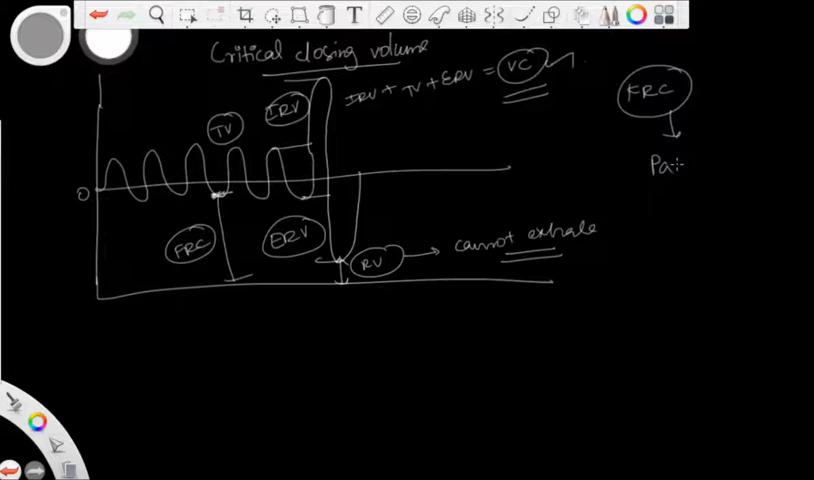 Critical closing volume
IRV + TV + ERV = VC
FRC
TV
IRV
Pa
0
FRC
ERV
RV
cannot exhale